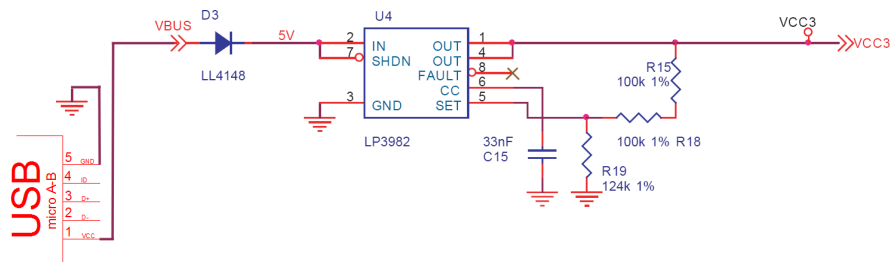 D3
VBUS
5V
LL4148
U4
2 IN
7 SHDN
3 GND
OUT 1
OUT 4
FAULT 8
CC 6
SET 5
LP3982
33nF
C15
R15
100k 1%
100k 1% R18
R19
124k 1%
VCC3
VCC3
USB
micro A-B
5 GND
4 ID
3 D+
2 D-
1 VCC